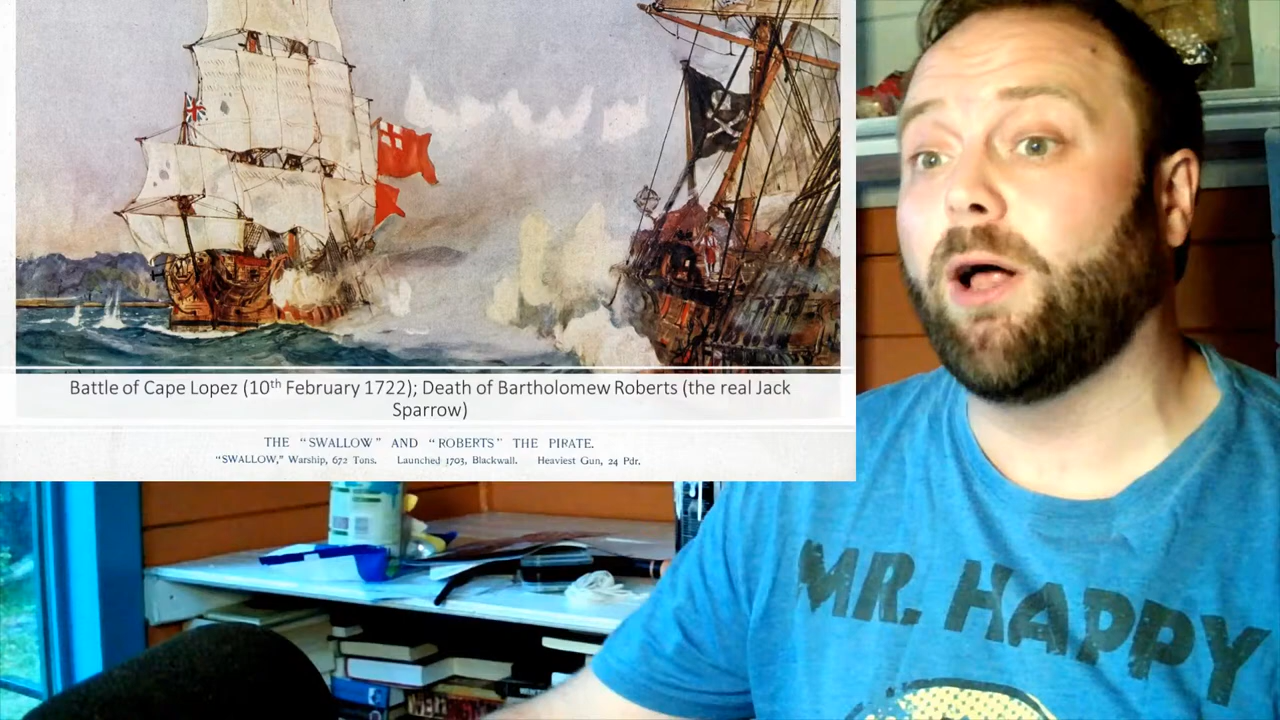 Battle of Cape Lopez (10th February 1722); Death of Bartholomew Roberts (the real Jack
Sparrow)
THE "SWALLOW" AND "ROBERTS" THE PIRATE.
"SWALLOW," Warship, 672 Tons. Launched 1703, Blackwall. Heaviest Gun, 24 Pdr.
MR. HAPPY